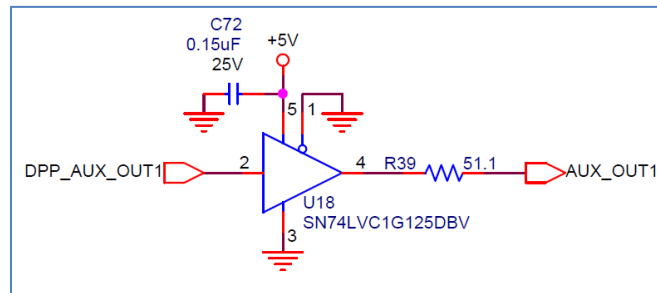 C72
0.15uF
25V
+5V
5
1
DPP_AUX_OUT1
2
4
R39
51.1
AUX_OUT1
U18
SN74LVC1G125DBV
3